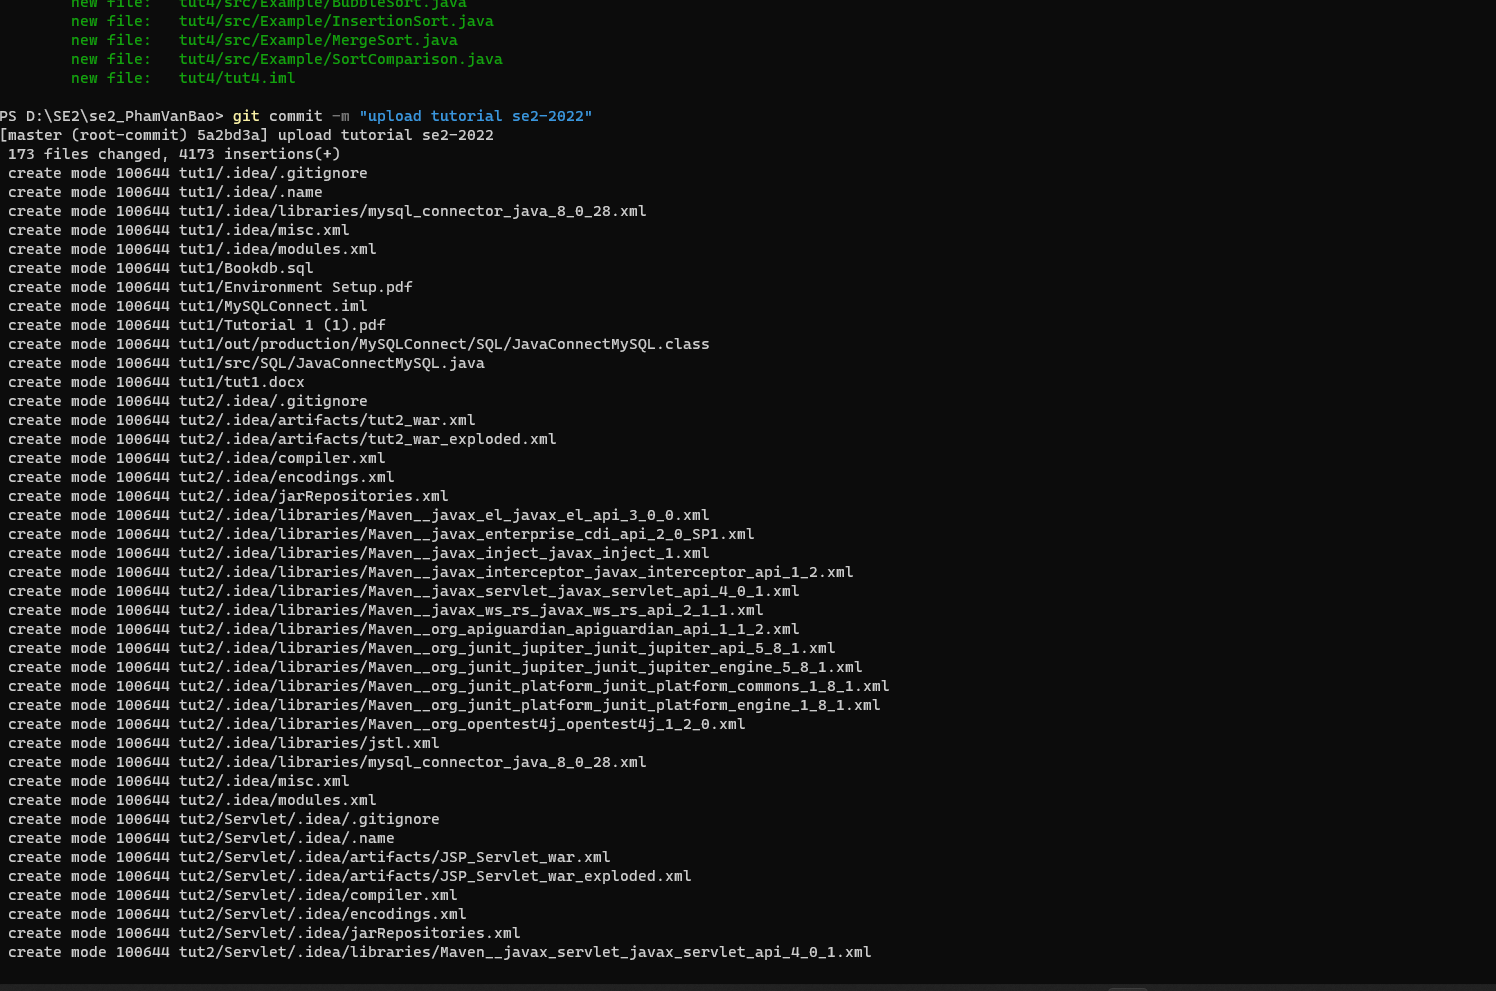 new file:   tut4/src/Example/BubbleSort.java
new file:   tut4/src/Example/InsertionSort.java
new file:   tut4/src/Example/MergeSort.java
new file:   tut4/src/Example/SortComparison.java
new file:   tut4/tut4.iml
PS D:\SE2\se2_PhamVanBao> git commit -m "upload tutorial se2-2022"
[master (root-commit) 5a2bd3a] upload tutorial se2-2022
173 files changed, 4173 insertions(+)
create mode 100644 tut1/.idea/.gitignore
create mode 100644 tut1/.idea/.name
create mode 100644 tut1/.idea/libraries/mysql_connector_java_8_0_28.xml
create mode 100644 tut1/.idea/misc.xml
create mode 100644 tut1/.idea/modules.xml
create mode 100644 tut1/Bookdb.sql
create mode 100644 tut1/Environment Setup.pdf
create mode 100644 tut1/MySQLConnect.iml
create mode 100644 tut1/Tutorial 1 (1).pdf
create mode 100644 tut1/out/production/MySQLConnect/SQL/JavaConnectMySQL.class
create mode 100644 tut1/src/SQL/JavaConnectMySQL.java
create mode 100644 tut1/tut1.docx
create mode 100644 tut2/.idea/.gitignore
create mode 100644 tut2/.idea/artifacts/tut2_war.xml
create mode 100644 tut2/.idea/artifacts/tut2_war_exploded.xml
create mode 100644 tut2/.idea/compiler.xml
create mode 100644 tut2/.idea/encodings.xml
create mode 100644 tut2/.idea/jarRepositories.xml
create mode 100644 tut2/.idea/libraries/Maven__javax_el_javax_el_api_3_0_0.xml
create mode 100644 tut2/.idea/libraries/Maven__javax_enterprise_cdi_api_2_0_SP1.xml
create mode 100644 tut2/.idea/libraries/Maven__javax_inject_javax_inject_1.xml
create mode 100644 tut2/.idea/libraries/Maven__javax_interceptor_javax_interceptor_api_1_2.xml
create mode 100644 tut2/.idea/libraries/Maven__javax_servlet_javax_servlet_api_4_0_1.xml
create mode 100644 tut2/.idea/libraries/Maven__javax_ws_rs_javax_ws_rs_api_2_1_1.xml
create mode 100644 tut2/.idea/libraries/Maven__org_apiguardian_apiguardian_api_1_1_2.xml
create mode 100644 tut2/.idea/libraries/Maven__org_junit_jupiter_junit_jupiter_api_5_8_1.xml
create mode 100644 tut2/.idea/libraries/Maven__org_junit_jupiter_junit_jupiter_engine_5_8_1.xml
create mode 100644 tut2/.idea/libraries/Maven__org_junit_platform_junit_platform_commons_1_8_1.xml
create mode 100644 tut2/.idea/libraries/Maven__org_junit_platform_junit_platform_engine_1_8_1.xml
create mode 100644 tut2/.idea/libraries/Maven__org_opentest4j_opentest4j_1_2_0.xml
create mode 100644 tut2/.idea/libraries/jstl.xml
create mode 100644 tut2/.idea/libraries/mysql_connector_java_8_0_28.xml
create mode 100644 tut2/.idea/misc.xml
create mode 100644 tut2/.idea/modules.xml
create mode 100644 tut2/Servlet/.idea/.gitignore
create mode 100644 tut2/Servlet/.idea/.name
create mode 100644 tut2/Servlet/.idea/artifacts/JSP_Servlet_war.xml
create mode 100644 tut2/Servlet/.idea/artifacts/JSP_Servlet_war_exploded.xml
create mode 100644 tut2/Servlet/.idea/compiler.xml
create mode 100644 tut2/Servlet/.idea/encodings.xml
create mode 100644 tut2/Servlet/.idea/jarRepositories.xml
create mode 100644 tut2/Servlet/.idea/libraries/Maven__javax_servlet_javax_servlet_api_4_0_1.xml